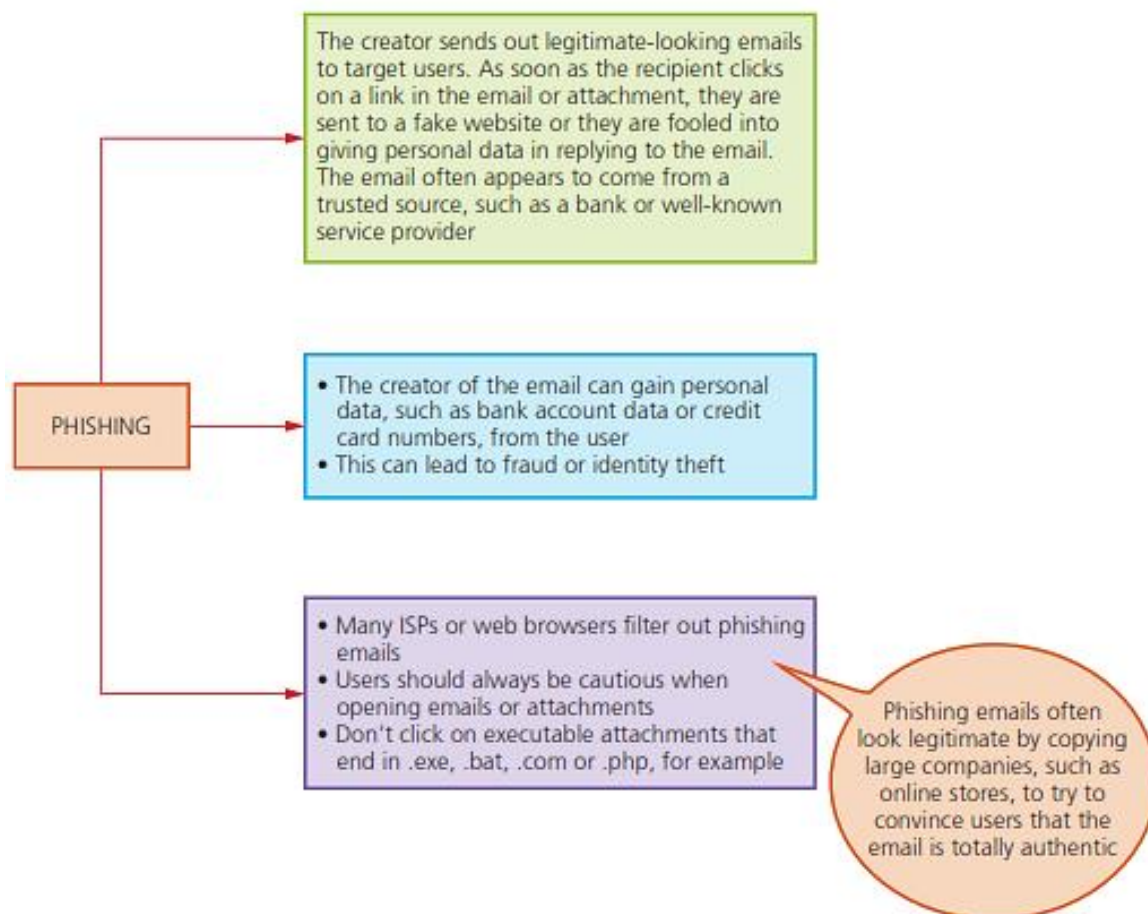 The creator sends out legitimate-looking emails
to target users. As soon as the recipient clicks
on a link in the email or attachment, they are
sent to a fake website or they are fooled into
giving personal data in replying to the email.
The email often appears to come from a
trusted source, such as a bank or well-known
service provider
PHISHING
• The creator of the email can gain personal
data, such as bank account data or credit
card numbers, from the user
• This can lead to fraud or identity theft
• Many ISPs or web browsers filter out phishing
emails
• Users should always be cautious when
opening emails or attachments
• Don't click on executable attachments that
end in .exe, .bat, .com or .php, for example
Phishing emails often
look legitimate by copying
large companies, such as
online stores, to try to
convince users that the
email is totally authentic